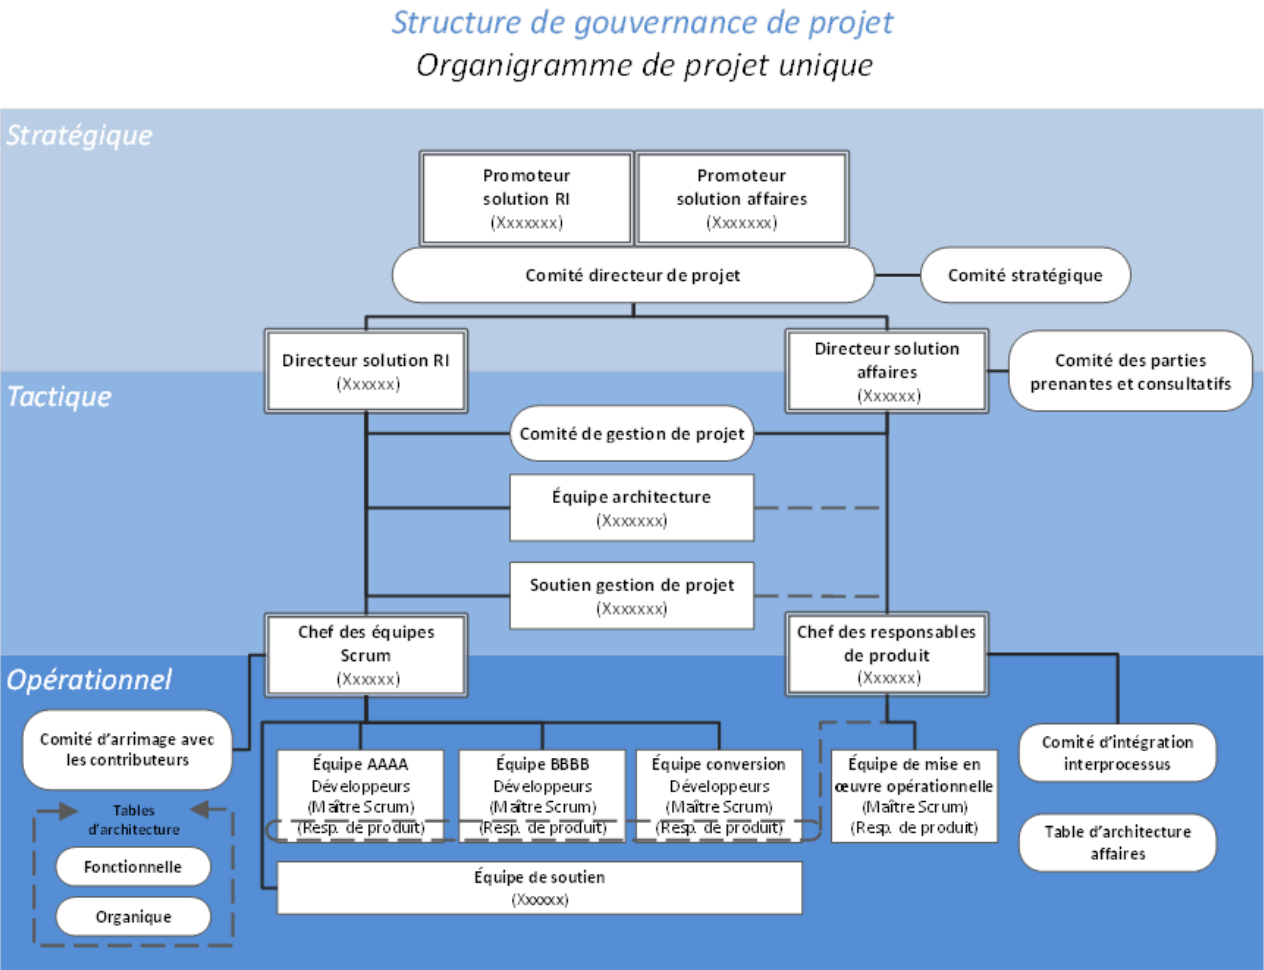 Structure de gouvernance de projet
Organigramme de projet unique
Stratégique
Promoteur
solution RI
(Xxxxxxx)
Promoteur
solution affaires
(Xxxxxxx)
Comité directeur de projet
Comité stratégique
Directeur solution RI
(Xxxxxx)
Directeur solution
affaires
(Xxxxxx)
Comité des parties
prenantes et consultatifs
Tactique
Comité de gestion de projet
Équipe architecture
(Xxxxxxx)
Soutien gestion de projet
(Xxxxxxx)
Chef des équipes
Scrum
(Xxxxxx)
Chef des responsables
de produit
(Xxxxxx)
Opérationnel
Comité d'arrimage avec
les contributeurs
Équipe AAAA
Développeurs
(Maître Scrum)
(Resp. de produit)
Équipe BBBB
Développeurs
(Maître Scrum)
(Resp. de produit)
Équipe conversion
Développeurs
(Maître Scrum)
(Resp. de produit)
Équipe de mise en
œuvre opérationnelle
(Maître Scrum)
(Resp. de produit)
Comité d'intégration
interprocessus
Tables
d'architecture
Fonctionnelle
Organique
Table d'architecture
affaires
Équipe de soutien
(Xxxxxx)